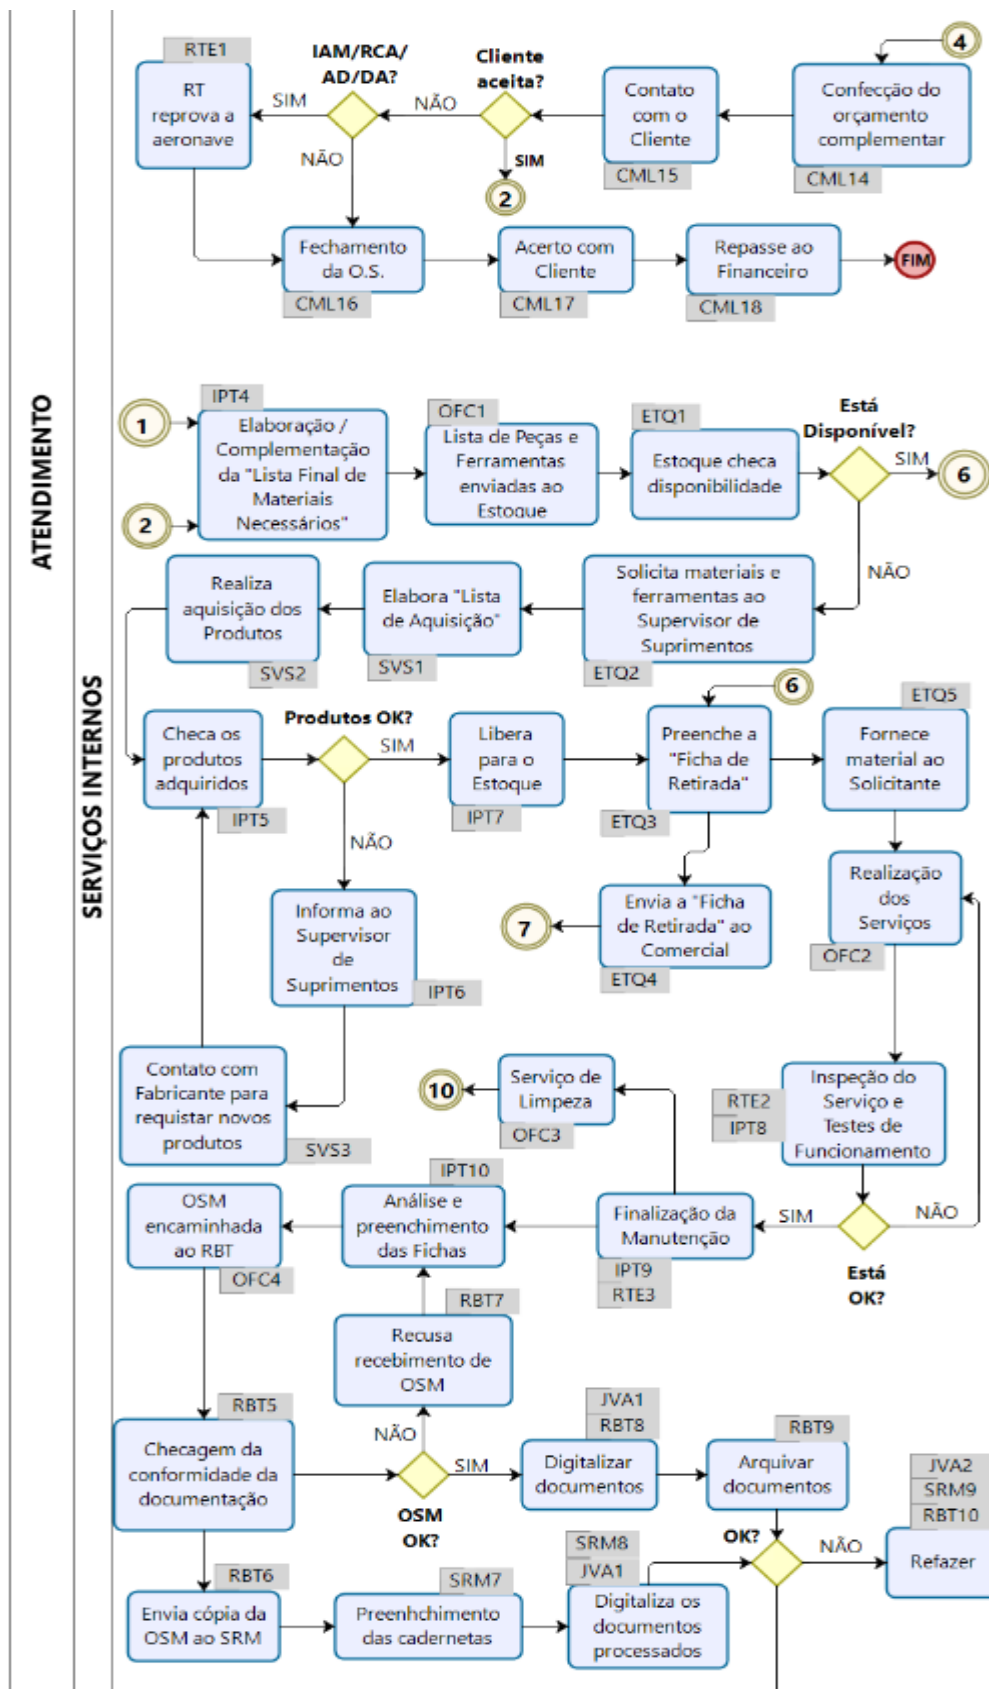 ATENDIMENTO
SERVIÇOS INTERNOS
RTE1
RT
reprova a
aeronave
SIM
IAM/RCA/
AD/DA?
NÃO
NÃO
Cliente
aceita?
SIM
2
Contato
com o
Cliente
CML15
4
Confecção do
orçamento
complementar
CML14
Fechamento
da O.S.
CML16
Acerto com
Cliente
CML17
Repasse ao
Financeiro
CML18
FIM
1
2
IPT4
Elaboração /
Complementação
da "Lista Final de
Materiais
Necessários"
OFC1
Lista de Peças e
Ferramentas
enviadas ao
Estoque
ETQ1
Estoque checa
disponibilidade
Está
Disponível?
SIM
6
NÃO
Realiza
aquisição dos
Produtos
SVS2
Elabora "Lista
de Aquisição"
SVS1
Solicita materiais e
ferramentas ao
Supervisor de
Suprimentos
ETQ2
6
Checa os
produtos
adquiridos
IPT5
Produtos OK?
SIM
NÃO
Libera
para o
Estoque
IPT7
Preenche a
"Ficha de
Retirada"
ETQ3
ETQ5
Fornece
material ao
Solicitante
Informa ao
Supervisor
de
Suprimentos
IPT6
7
Envia a "Ficha
de Retirada" ao
Comercial
ETQ4
Realização
dos
Serviços
OFC2
Contato com
Fabricante para
requistar novos
produtos
SVS3
10
Serviço de
Limpeza
OFC3
RTE2
IPT8
Inspeção do
Serviço e
Testes de
Funcionamento
OSM
encaminhada
ao RBT
OFC4
IPT10
Análise e
preenchimento
das Fichas
Finalização da
Manutenção
IPT9
RTE3
SIM
NÃO
Está
OK?
RBT7
Recusa
recebimento de
OSM
NÃO
RBT5
Checagem da
conformidade da
documentação
SIM
OSM
OK?
JVA1
RBT8
Digitalizar
documentos
RBT9
Arquivar
documentos
JVA2
SRM9
RBT10
Refazer
OK?
NÃO
RBT6
Envia cópia da
OSM ao SRM
SRM7
Preenhchimento
das cadernetas
SRM8
JVA1
Digitaliza os
documentos
processados